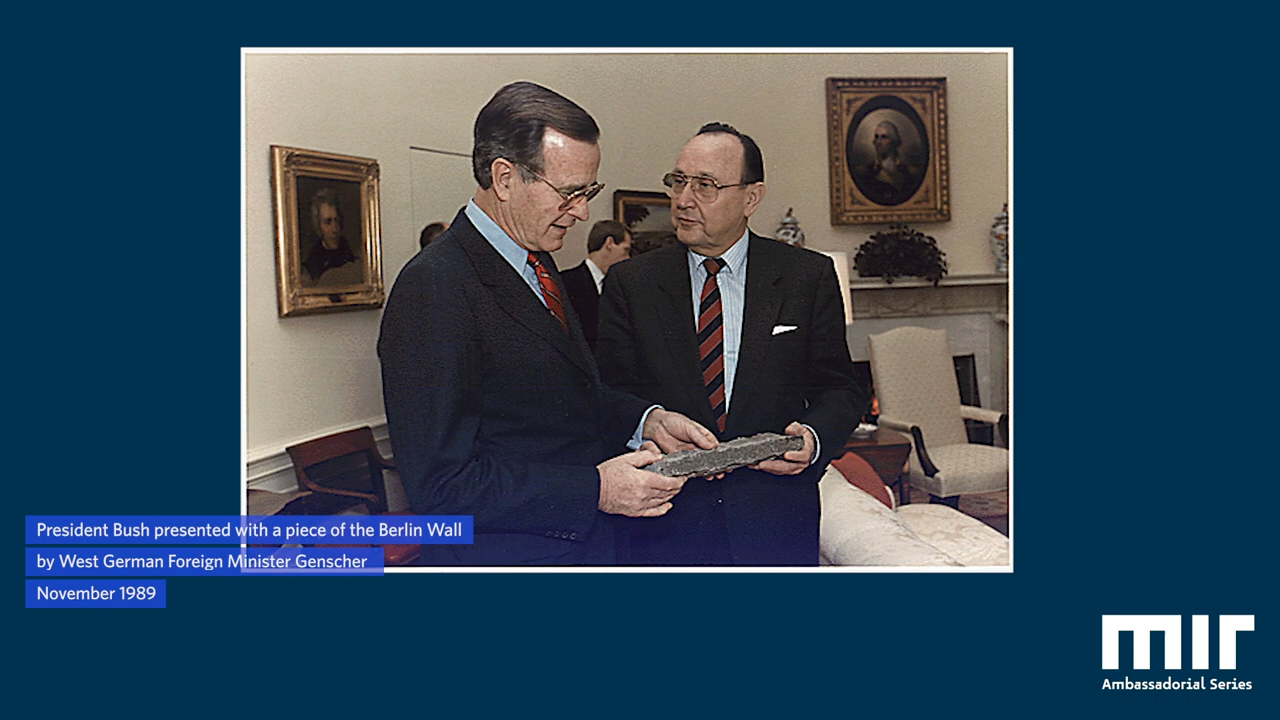 President Bush presented with a piece of the Berlin Wall
by West German Foreign Minister Genscher
November 1989
mir
Ambassadorial Series